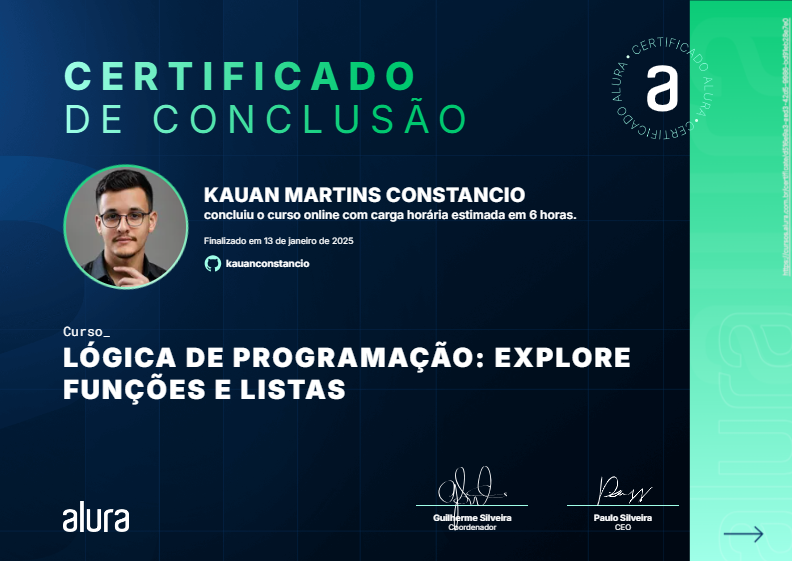 CERTIFICADO
DE CONCLUSÃO
CERTIFICADO ALURA • CERTIFICADO ALURA •
a
KAUAN MARTINS CONSTANCIO
concluiu o curso online com carga horária estimada em 6 horas.
Finalizado em 13 de janeiro de 2025
kauanconstancio
Curso_
LÓGICA DE PROGRAMAÇÃO: EXPLORE
FUNÇÕES E LISTAS
alura
Guilherme Silveira
Coordenador
Paulo Silveira
CEO
alura